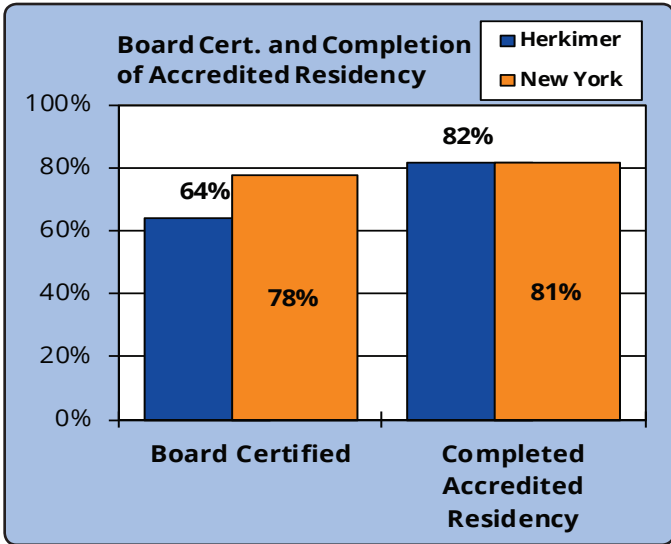 Board Cert. and Completion
of Accredited Residency
Herkimer
New York
100%
80%
60%
40%
20%
0%
64%
78%
82%
81%
Board Certified
Completed
Accredited
Residency